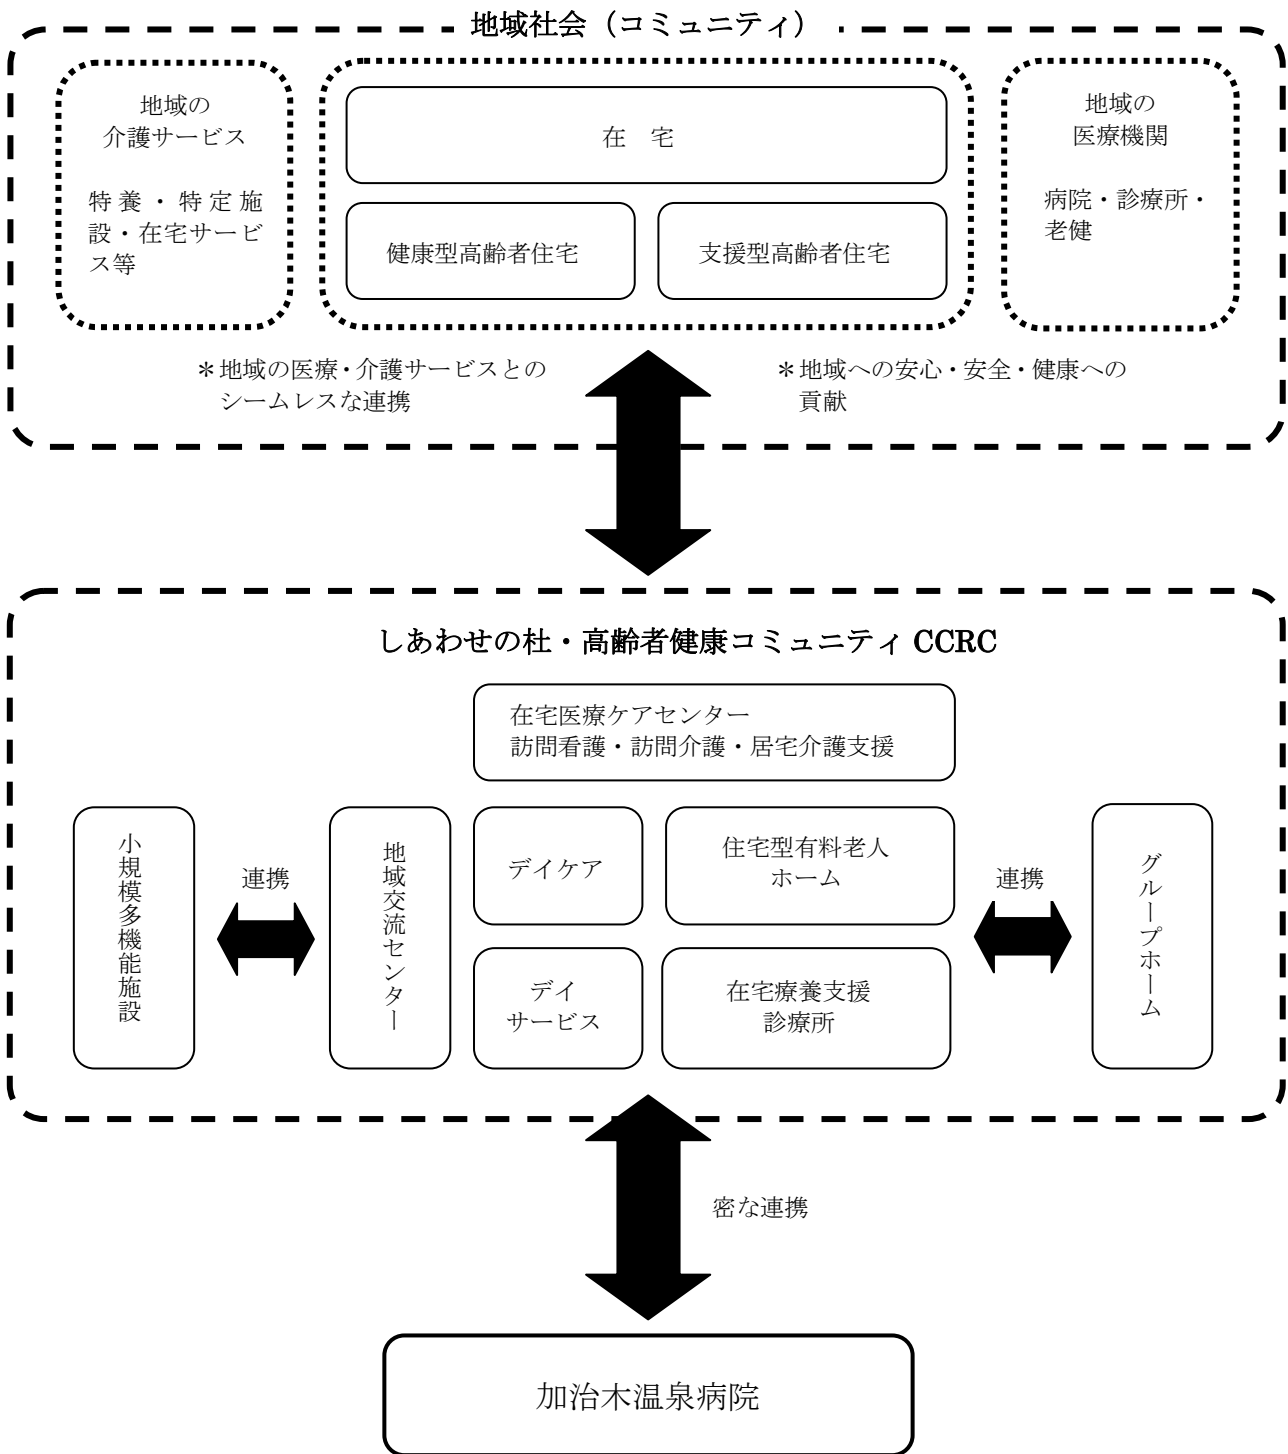 地域社会（コミュニティ）
地域の
介護サービス
特養・特定施
設・在宅サービ
ス等
在　宅
健康型高齢者住宅
支援型高齢者住宅
地域の
医療機関
病院・診療所・
老健
＊地域の医療・介護サービスとの
シームレスな連携
＊地域への安心・安全・健康への
貢献
しあわせの杜・高齢者健康コミュニティ CCRC
在宅医療ケアセンター
訪問看護・訪問介護・居宅介護支援
小規模多機能施設
連携
地域交流センター
デイケア
住宅型有料老人
ホーム
デイ
サービス
在宅療養支援
診療所
連携
グループホーム
密な連携
加治木温泉病院